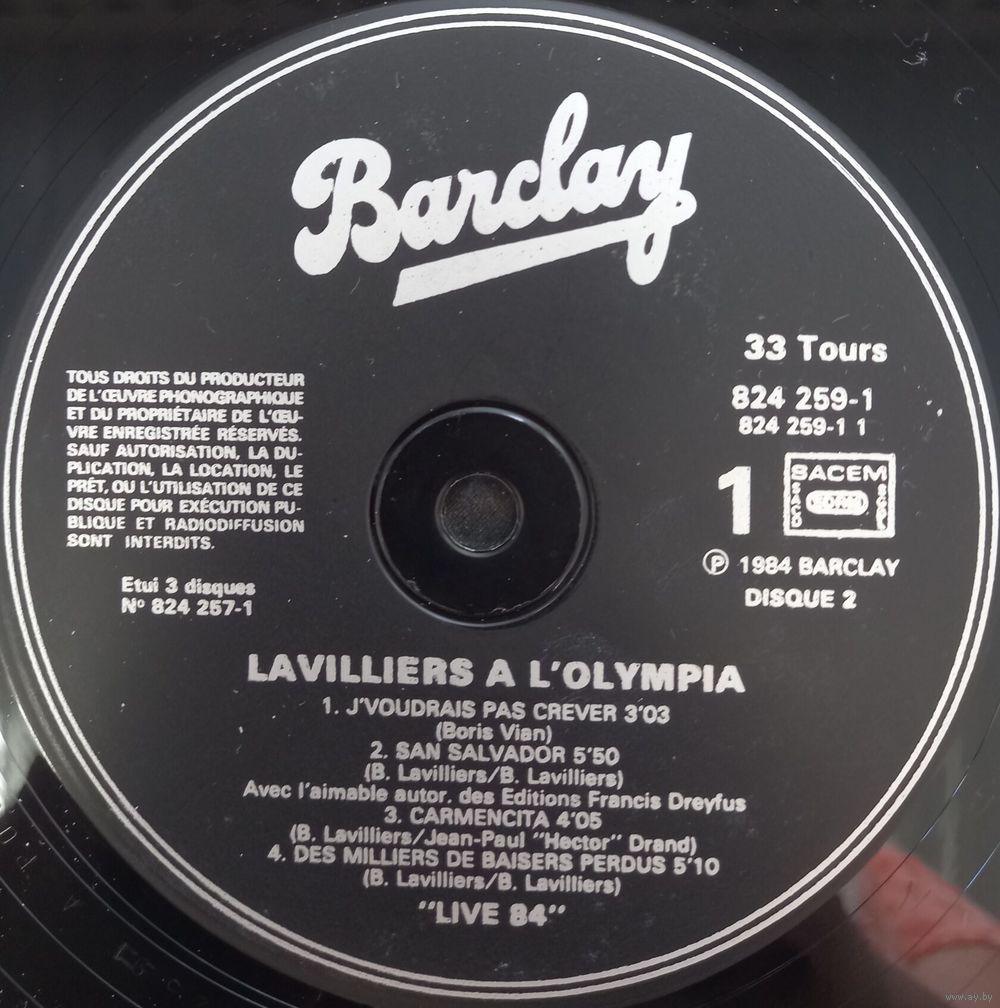 Barclay
33 Tours
824 259-1
824 259-1 1
1
SACEM
℗ 1984 BARCLAY
DISQUE 2
TOUS DROITS DU PRODUCTEUR
DE L'ŒUVRE PHONOGRAPHIQUE
ET DU PROPRIÉTAIRE DE L'ŒU-
VRE ENREGISTRÉE RÉSERVÉS.
SAUF AUTORISATION, LA DU-
PLICATION, LA LOCATION, LE
PRÊT, OU L'UTILISATION DE CE
DISQUE POUR EXÉCUTION PU-
BLIQUE ET RADIODIFFUSION
SONT INTERDITS.
Etui 3 disques
N° 824 257-1
LAVILLIERS A L'OLYMPIA
1. J'VOUDRAIS PAS CREVER 3'03
(Boris Vian)
2. SAN SALVADOR 5'50
(B. Lavilliers/B. Lavilliers)
Avec l'aimable autor. des Editions Francis Dreyfus
3. CARMENCITA 4'05
(B. Lavilliers/Jean-Paul "Hector" Drand)
4. DES MILLIERS DE BAISERS PERDUS 5'10
(B. Lavilliers/B. Lavilliers)
"LIVE 84"
www.ay.by